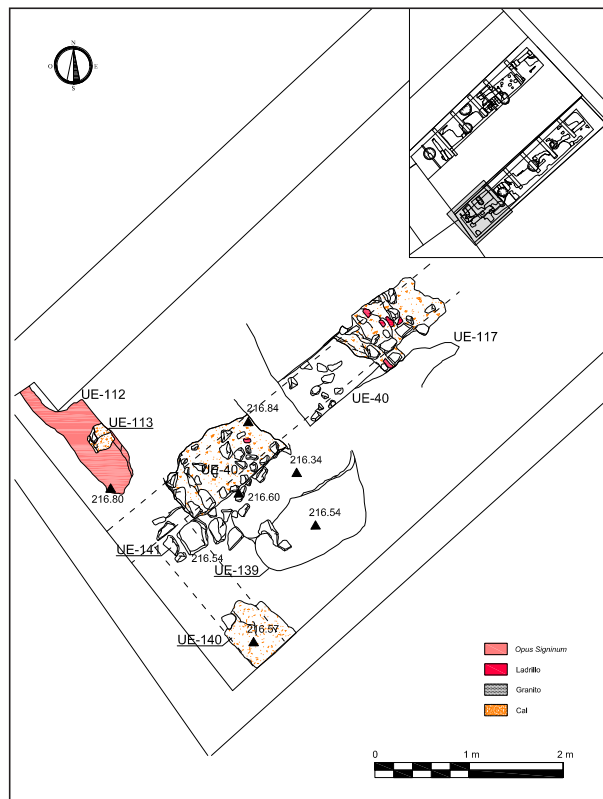 N
O E
S
UE-117
UE-112
UE-40
216.84
UE-113
UE-40
216.34
216.80
216.60
216.54
UE-141
216.54
UE-139
216.57
UE-140
Opus Signinum
Ladrillo
Granito
Cal
0 1 m 2 m